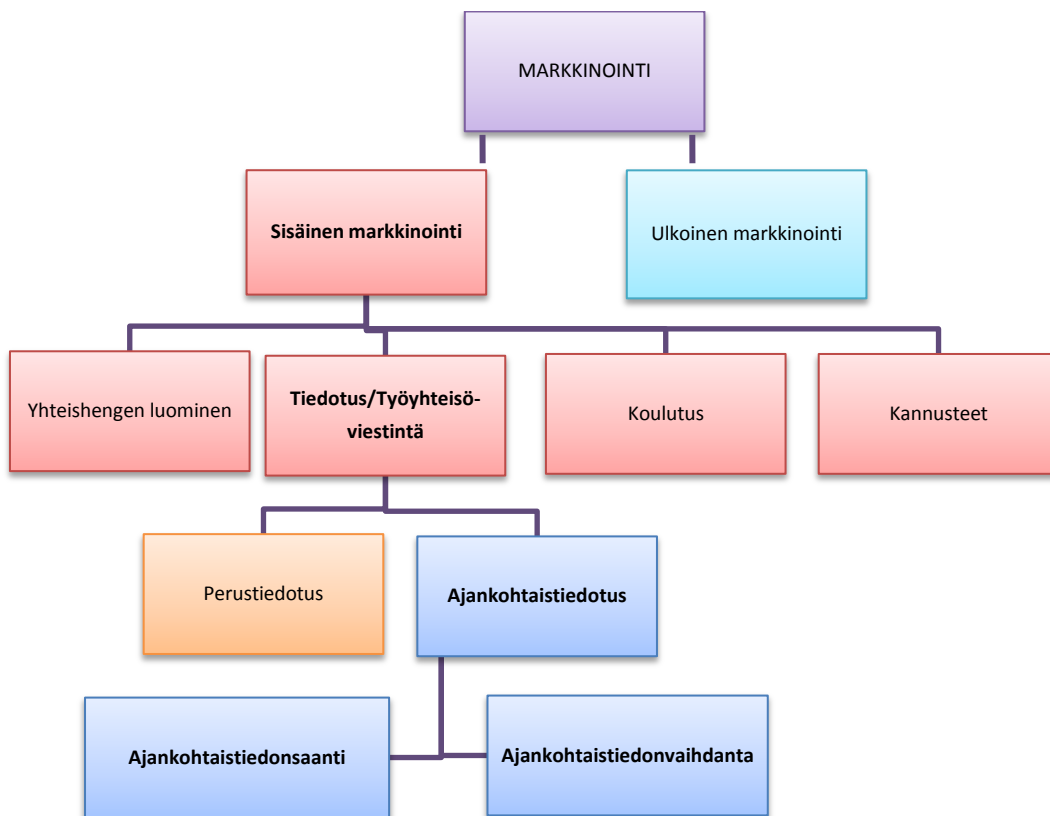 MARKKINOINTI
Sisäinen markkinointi
Ulkoinen markkinointi
Yhteishengen luominen
Tiedotus/Työyhteisö-
viestintä
Koulutus
Kannusteet
Perustiedotus
Ajankohtaistiedotus
Ajankohtaistiedonsaanti
Ajankohtaistiedonvaihdanta